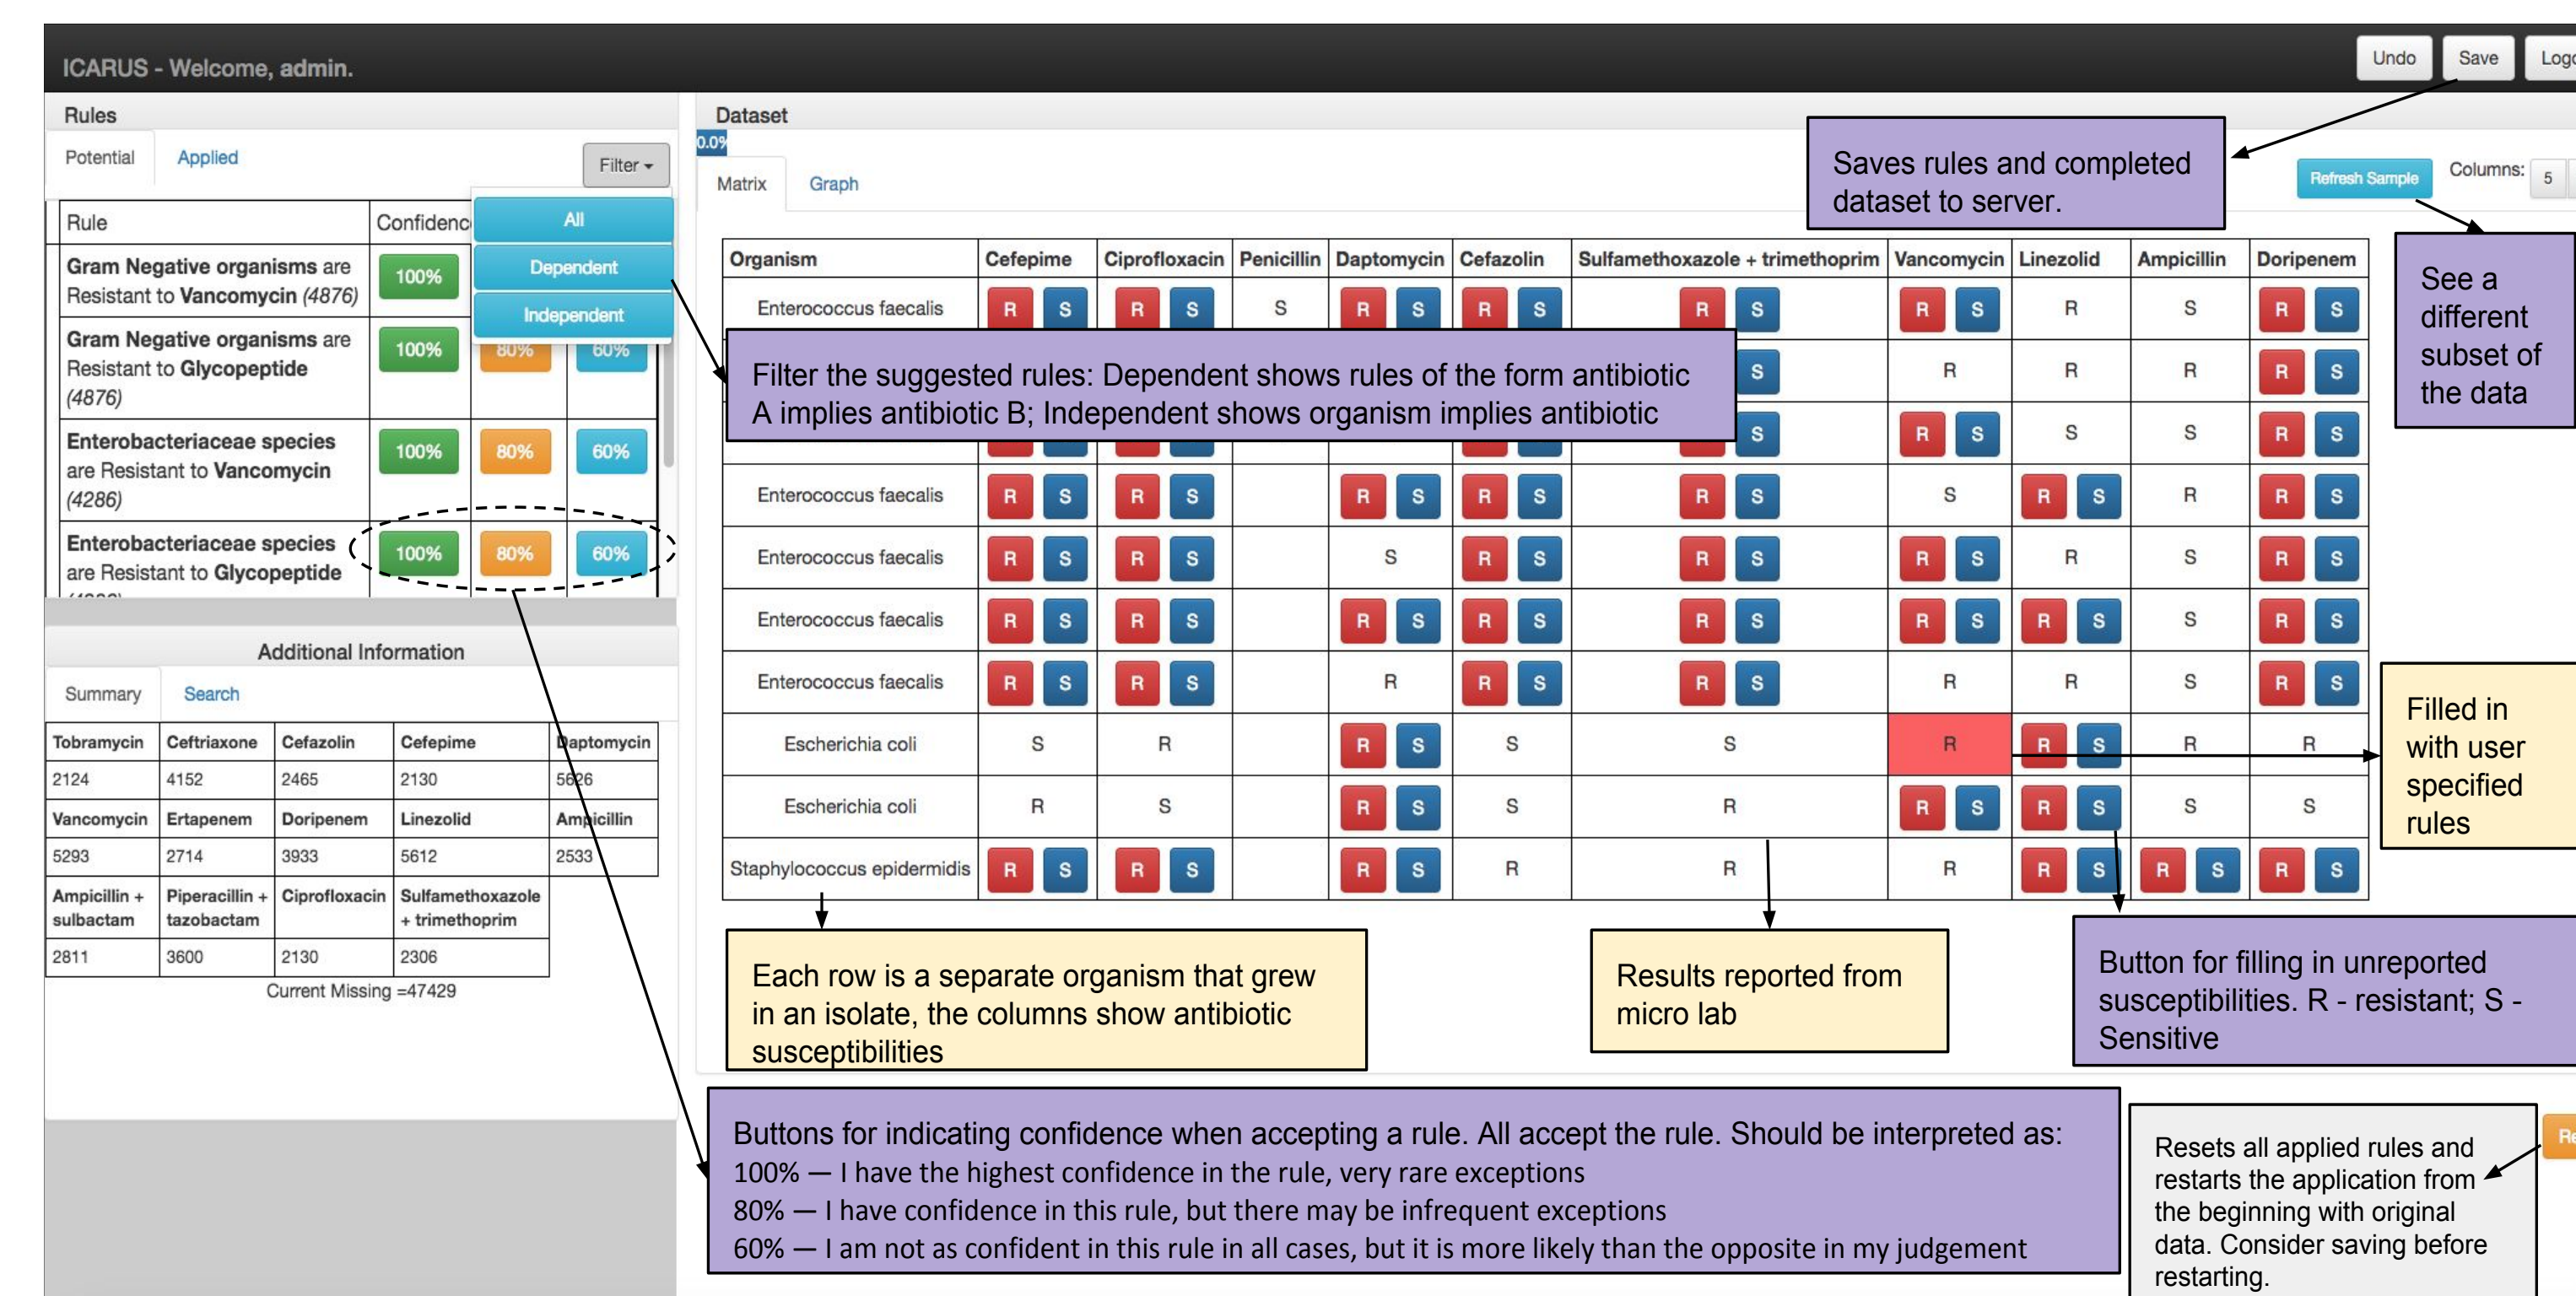 ICARUS - Welcome, admin.
Undo
Save
Rules
Potential
Applied
Filter
Rule
Gram Negative organisms are
Resistant to Vancomycin (4876)
100%
Gram Negative organisms are
Resistant to Glycopeptide
(4876)
100%
80%
60%
Enterobacteriaceae species
are Resistant to Vancomycin
(4286)
100%
80%
60%
Enterobacteriaceae species
are Resistant to Glycopeptide
100%
80%
60%
All
Dependent
Independent
Additional Information
Summary
Search
Tobramycin Ceftriaxone Cefazolin Cefepime Daptomycin
2124 4152 2465 2130 5626
Vancomycin Ertapenem Doripenem Linezolid Ampicillin
5293 2714 3933 5612 2533
Ampicillin + Piperacillin + Ciprofloxacin Sulfamethoxazole
sulbactam tazobactam + trimethoprim
2811 3600 2130 2306
Current Missing =47429
Dataset
0.0%
Matrix
Graph
Saves rules and completed
dataset to server.
Refresh Sample
Columns: 5
See a
different
subset of
the data
Organism Cefepime Ciprofloxacin Penicillin Daptomycin Cefazolin Sulfamethoxazole + trimethoprim Vancomycin Linezolid Ampicillin Doripenem
Enterococcus faecalis R S R S S R S R S R S R S R S R S
Filter the suggested rules: Dependent shows rules of the form antibiotic
A implies antibiotic B; Independent shows organism implies antibiotic
S R R R R S
S R S S S R S
Enterococcus faecalis R S R S R S R S R S S R S R R S
Enterococcus faecalis R S R S S R S R S R S R S R S
Enterococcus faecalis R S R S R S R S R S R S R S S R S
Enterococcus faecalis R S R S R R S R S R R S R S
Escherichia coli S R R S S S R R S R R
Escherichia coli R S R S S R R S R S S S
Staphylococcus epidermidis R S R S R S R R R R S R S R S
Filled in
with user
specified
rules
Each row is a separate organism that grew
in an isolate, the columns show antibiotic
susceptibilities
Results reported from
micro lab
Button for filling in unreported
susceptibilities. R - resistant; S -
Sensitive
Buttons for indicating confidence when accepting a rule. All accept the rule. Should be interpreted as:
100% — I have the highest confidence in the rule, very rare exceptions
80% — I have confidence in this rule, but there may be infrequent exceptions
60% — I am not as confident in this rule in all cases, but it is more likely than the opposite in my judgement
Resets all applied rules and
restarts the application from
the beginning with original
data. Consider saving before
restarting.